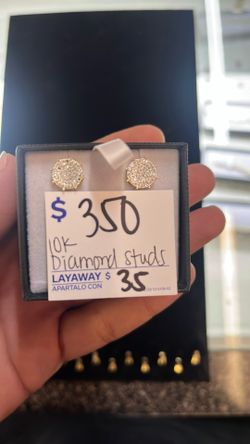 $ 350
10K
Diamond studs
LAYAWAY $ 35
APARTALO CON